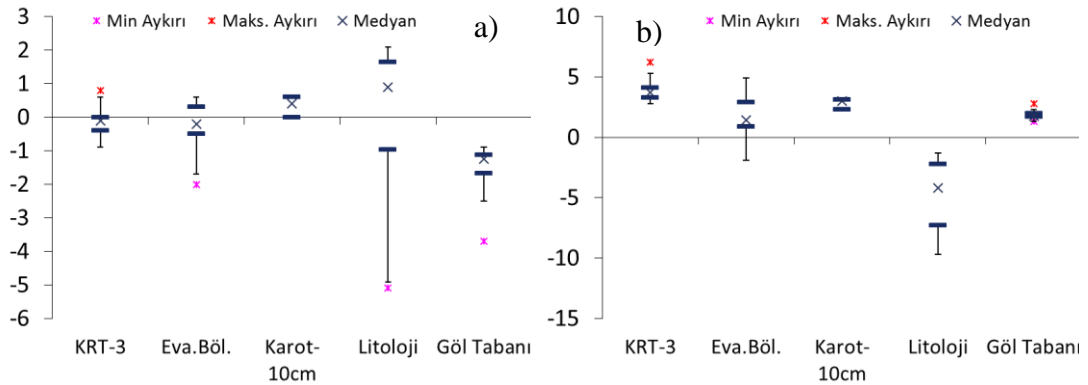 3
2
1
0
-1
-2
-3
-4
-5
-6
Min Aykırı Maks. Aykırı Medyan
a)
KRT-3 Eva.Böl. Karot-10cm Litoloji Göl Tabanı
10
5
0
-5
-10
-15
Min Aykırı Maks. Aykırı Medyan
b)
KRT-3 Eva.Böl. Karot-10cm Litoloji Göl Tabanı